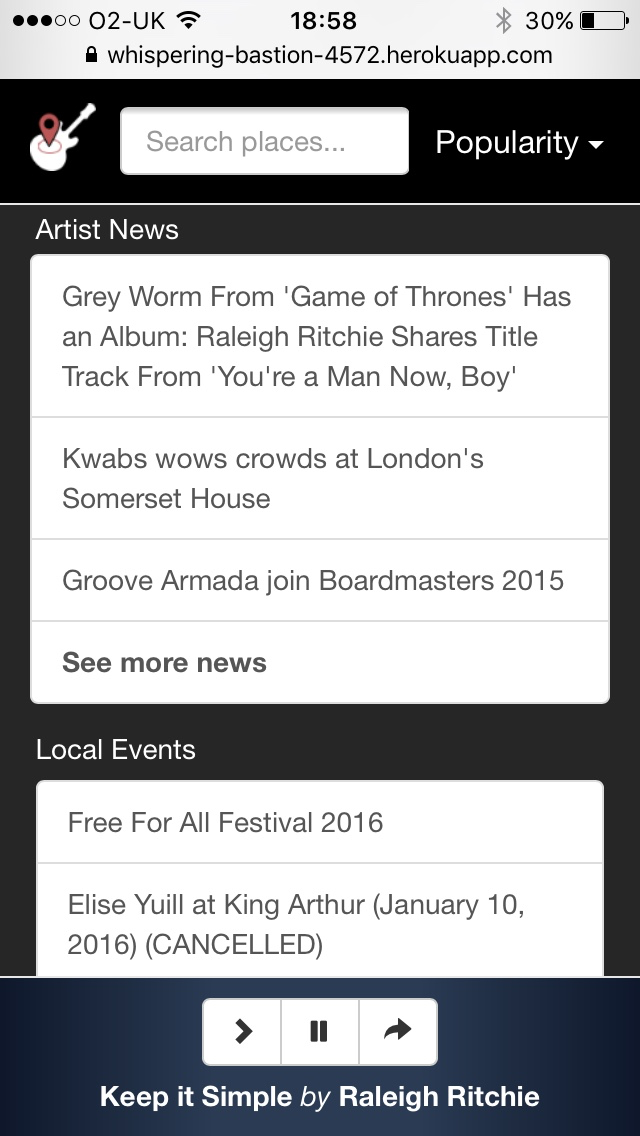 O2-UK 18:58 30%
whispering-bastion-4572.herokuapp.com
Search places... Popularity
Artist News
Grey Worm From 'Game of Thrones' Has
an Album: Raleigh Ritchie Shares Title
Track From 'You're a Man Now, Boy'
Kwabs wows crowds at London's
Somerset House
Groove Armada join Boardmasters 2015
See more news
Local Events
Free For All Festival 2016
Elise Yuill at King Arthur (January 10,
2016) (CANCELLED)
Keep it Simple by Raleigh Ritchie